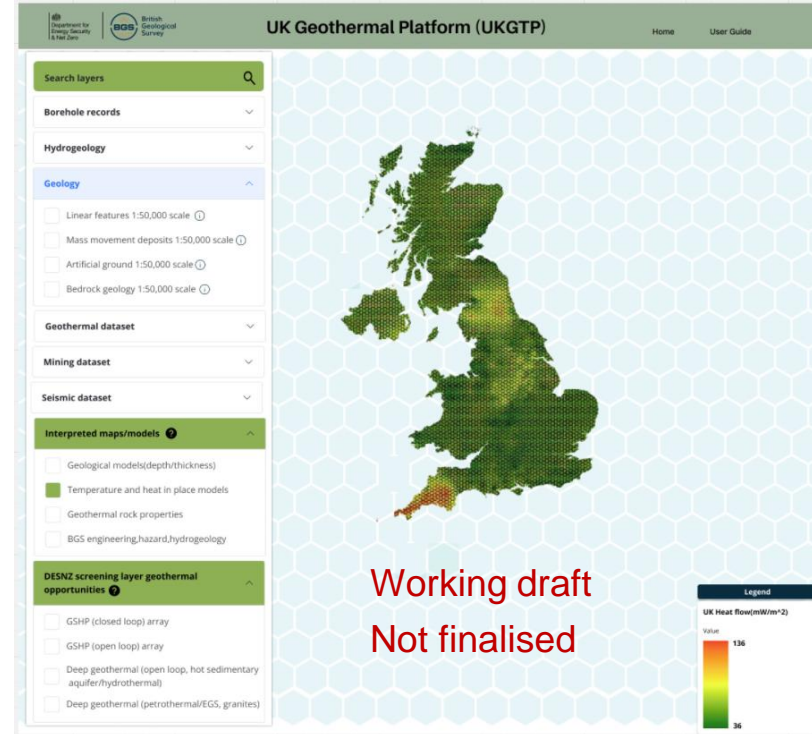 Department for
Energy Security
& Net Zero
BGS
British
Geological
Survey
UK Geothermal Platform (UKGTP)
Home
User Guide
Search layers
Borehole records
Hydrogeology
Geology
Linear features 1:50,000 scale
Mass movement deposits 1:50,000 scale
Artificial ground 1:50,000 scale
Bedrock geology 1:50,000 scale
Geothermal dataset
Mining dataset
Seismic dataset
Interpreted maps/models
Geological models(depth/thickness)
Temperature and heat in place models
Geothermal rock properties
BGS engineering,hazard,hydrogeology
DESNZ screening layer geothermal
opportunities
GSHP (closed loop) array
GSHP (open loop) array
Deep geothermal (open loop, hot sedimentary
aquifer/hydrothermal)
Deep geothermal (petrothermal/EGS, granites)
Working draft
Not finalised
Legend
UK Heat flow(mW/m^2)
Value
136
36